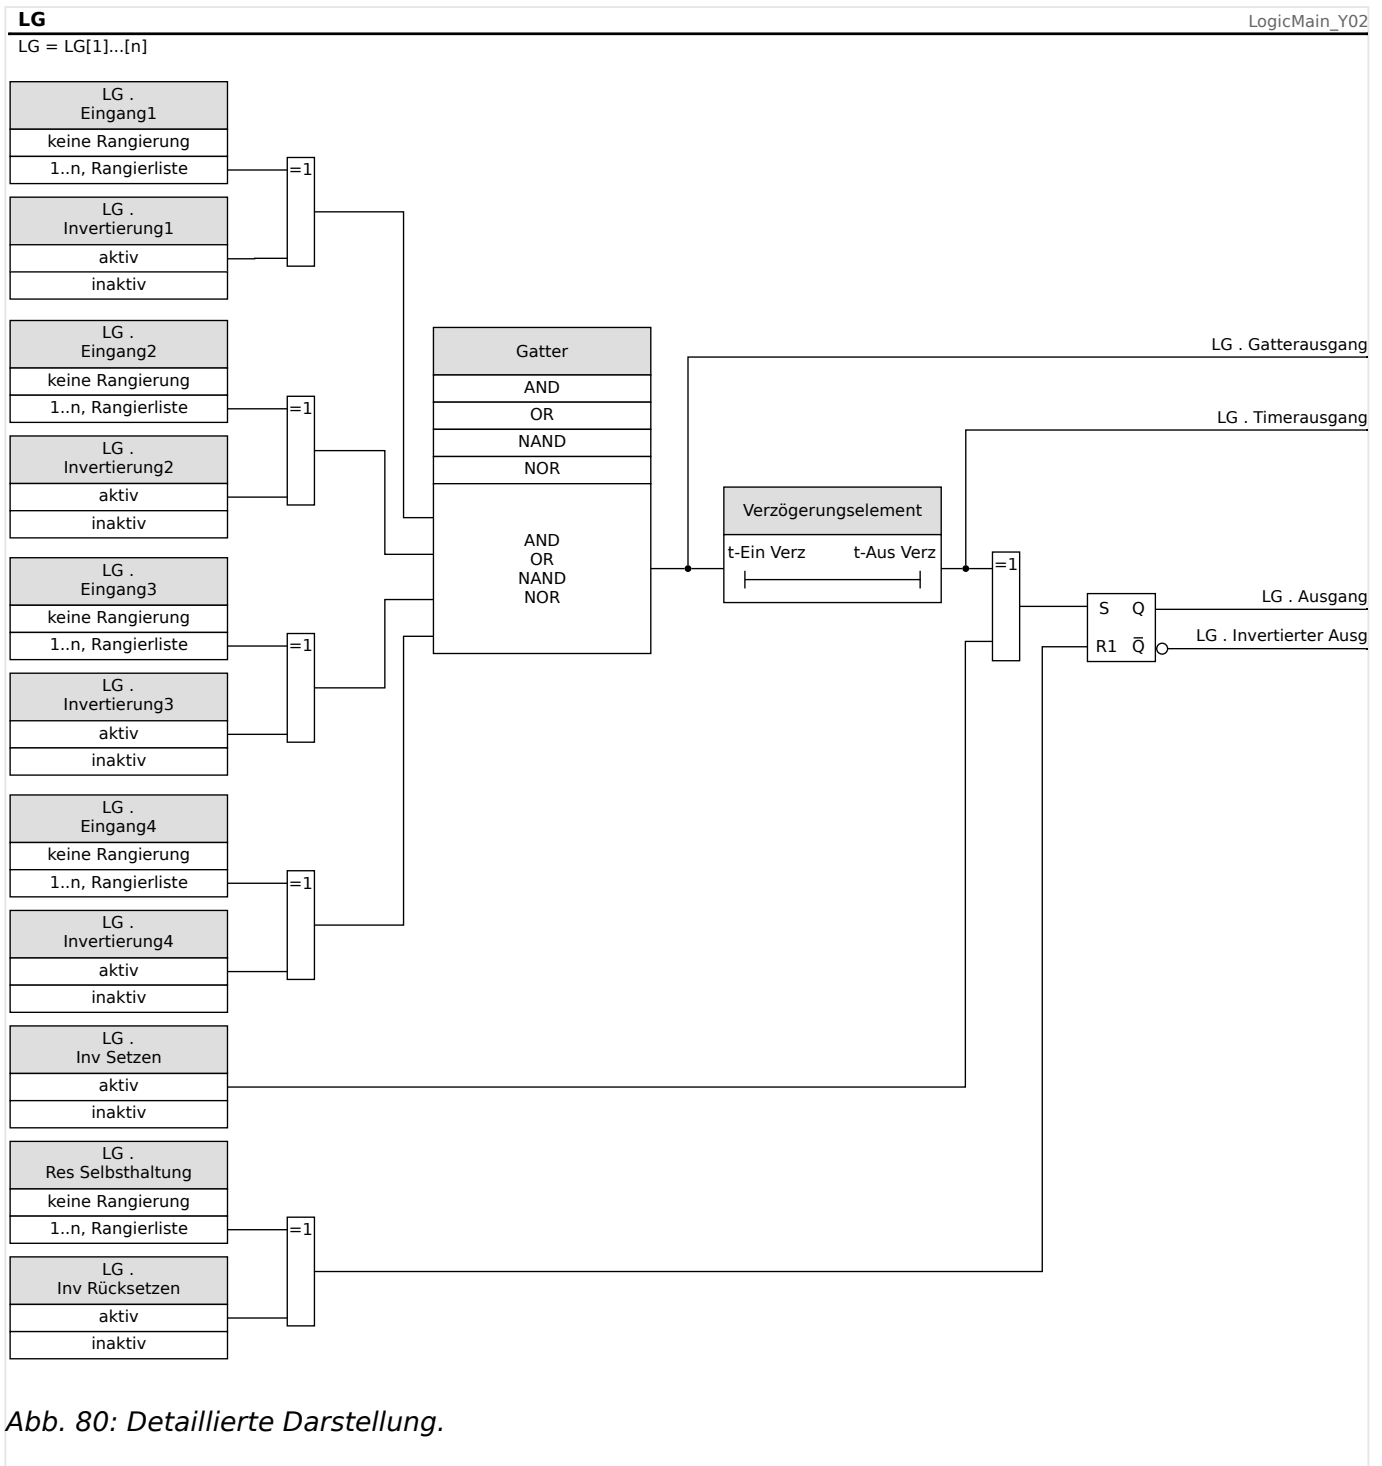 LG
LogicMain_Y02
LG = LG[1]...[n]
LG .
Eingang1
keine Rangierung
1..n, Rangierliste
=1
LG .
Invertierung1
aktiv
inaktiv
LG .
Eingang2
keine Rangierung
1..n, Rangierliste
=1
LG .
Invertierung2
aktiv
inaktiv
LG .
Eingang3
keine Rangierung
1..n, Rangierliste
=1
LG .
Invertierung3
aktiv
inaktiv
LG .
Eingang4
keine Rangierung
1..n, Rangierliste
=1
LG .
Invertierung4
aktiv
inaktiv
LG .
Inv Setzen
aktiv
inaktiv
LG .
Res Selbsthaltung
keine Rangierung
1..n, Rangierliste
=1
LG .
Inv Rücksetzen
aktiv
inaktiv
Gatter
AND
OR
NAND
NOR
AND
OR
NAND
NOR
Verzögerungselement
t-Ein Verz t-Aus Verz
=1
S Q
R1 Q̅
LG . Gatterausgang
LG . Timerausgang
LG . Ausgang
LG . Invertierter Ausg
Abb. 80: Detaillierte Darstellung.